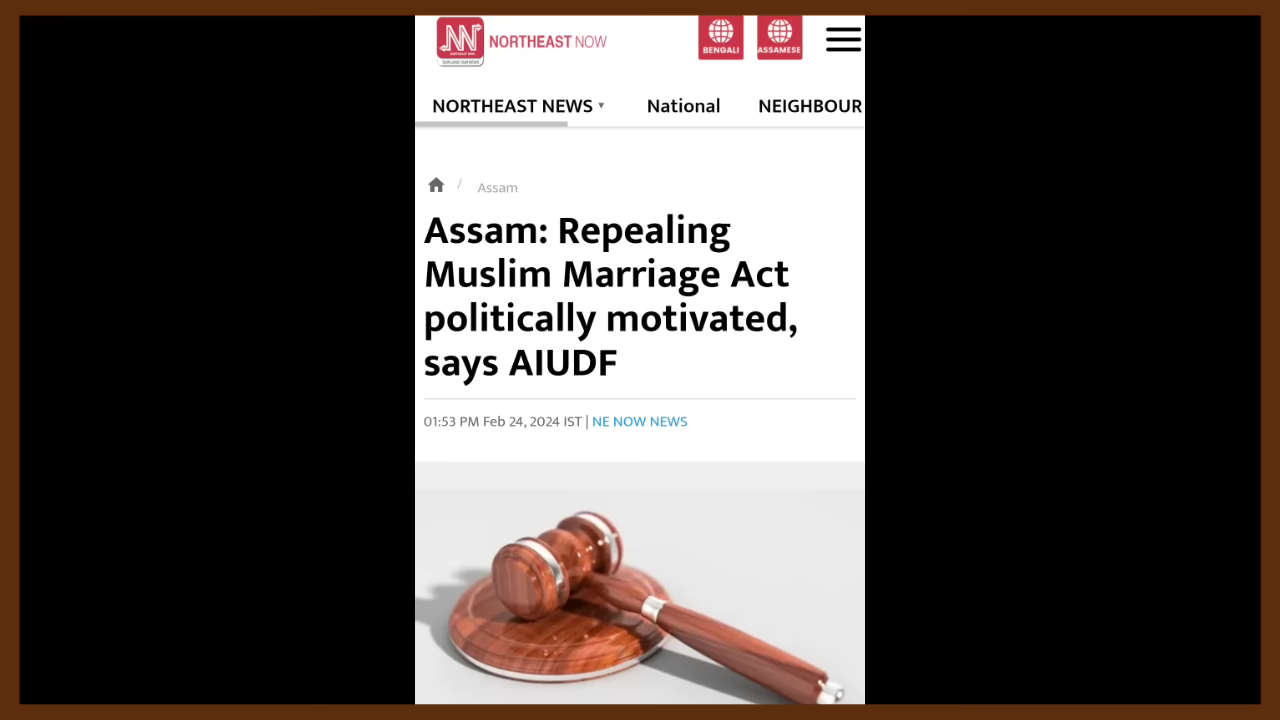 NORTHEAST NOW
BENGALI
ASSAMESE
NORTHEAST NEWS ▾
National
NEIGHBOUR
/ Assam
Assam: Repealing
Muslim Marriage Act
politically motivated,
says AIUDF
01:53 PM Feb 24, 2024 IST | NE NOW NEWS